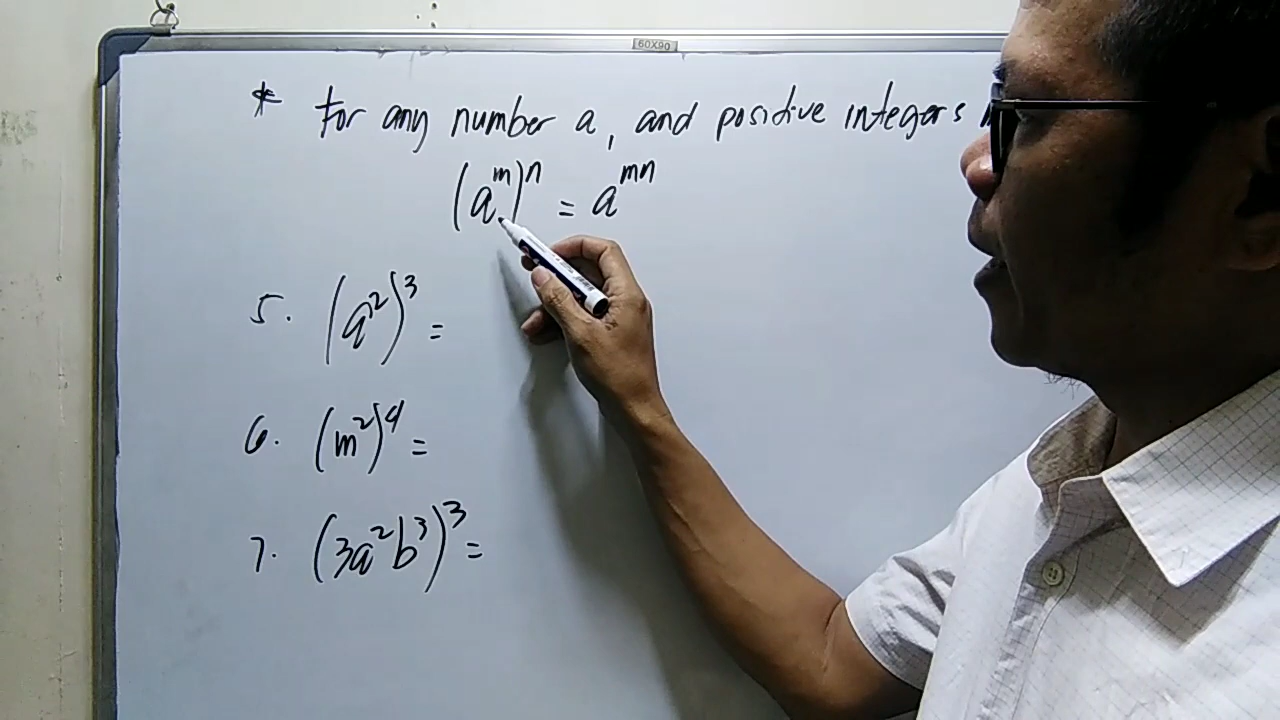 60X90
* For any number a, and positive integers
(a^m)^n = a^mn
5. (a^2)^3 =
6. (m^2)^4 =
7. (3a^2b^3)^3 =